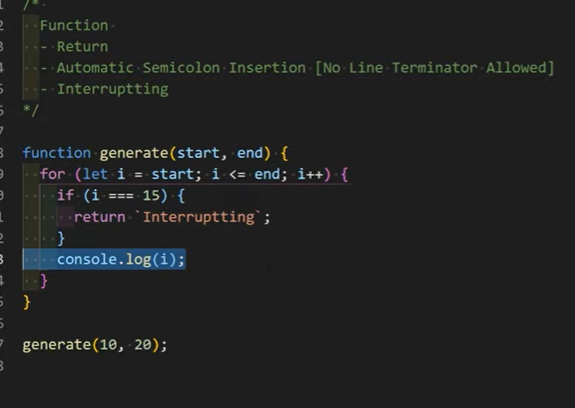 /*
Function
- Return
- Automatic Semicolon Insertion [No Line Terminator Allowed]
- Interruptting
*/
function generate(start, end) {
for (let i = start; i <= end; i++) {
if (i === 15) {
return `Interruptting`;
}
console.log(i);
}
}
generate(10, 20);